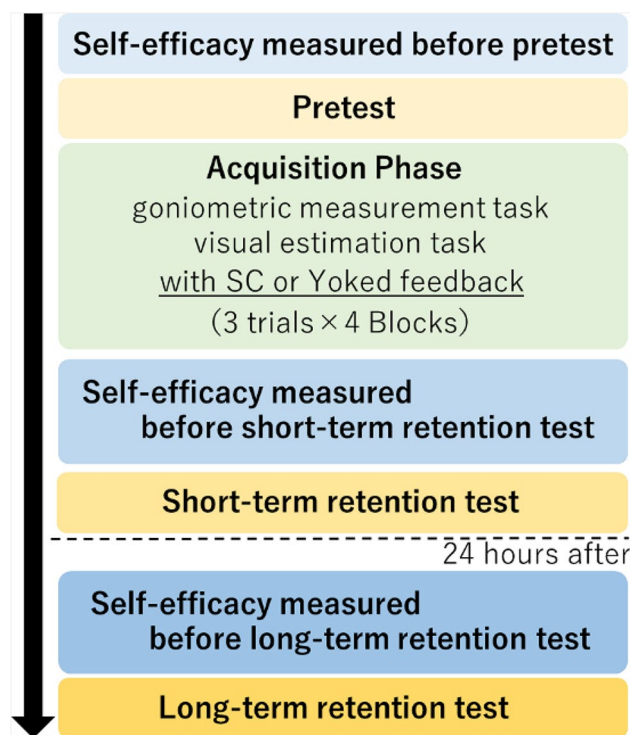 Self-efficacy measured before pretest
Pretest
Acquisition Phase
goniometric measurement task
visual estimation task
with SC or Yoked feedback
(3 trials × 4 Blocks)
Self-efficacy measured
before short-term retention test
Short-term retention test
24 hours after
Self-efficacy measured
before long-term retention test
Long-term retention test